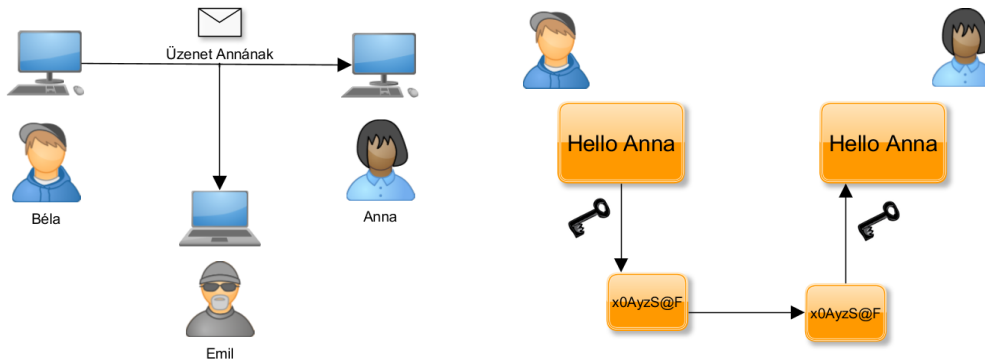 Üzenet Annának
Béla
Anna
Emil
Hello Anna
Hello Anna
x0AyzS@F
x0AyzS@F